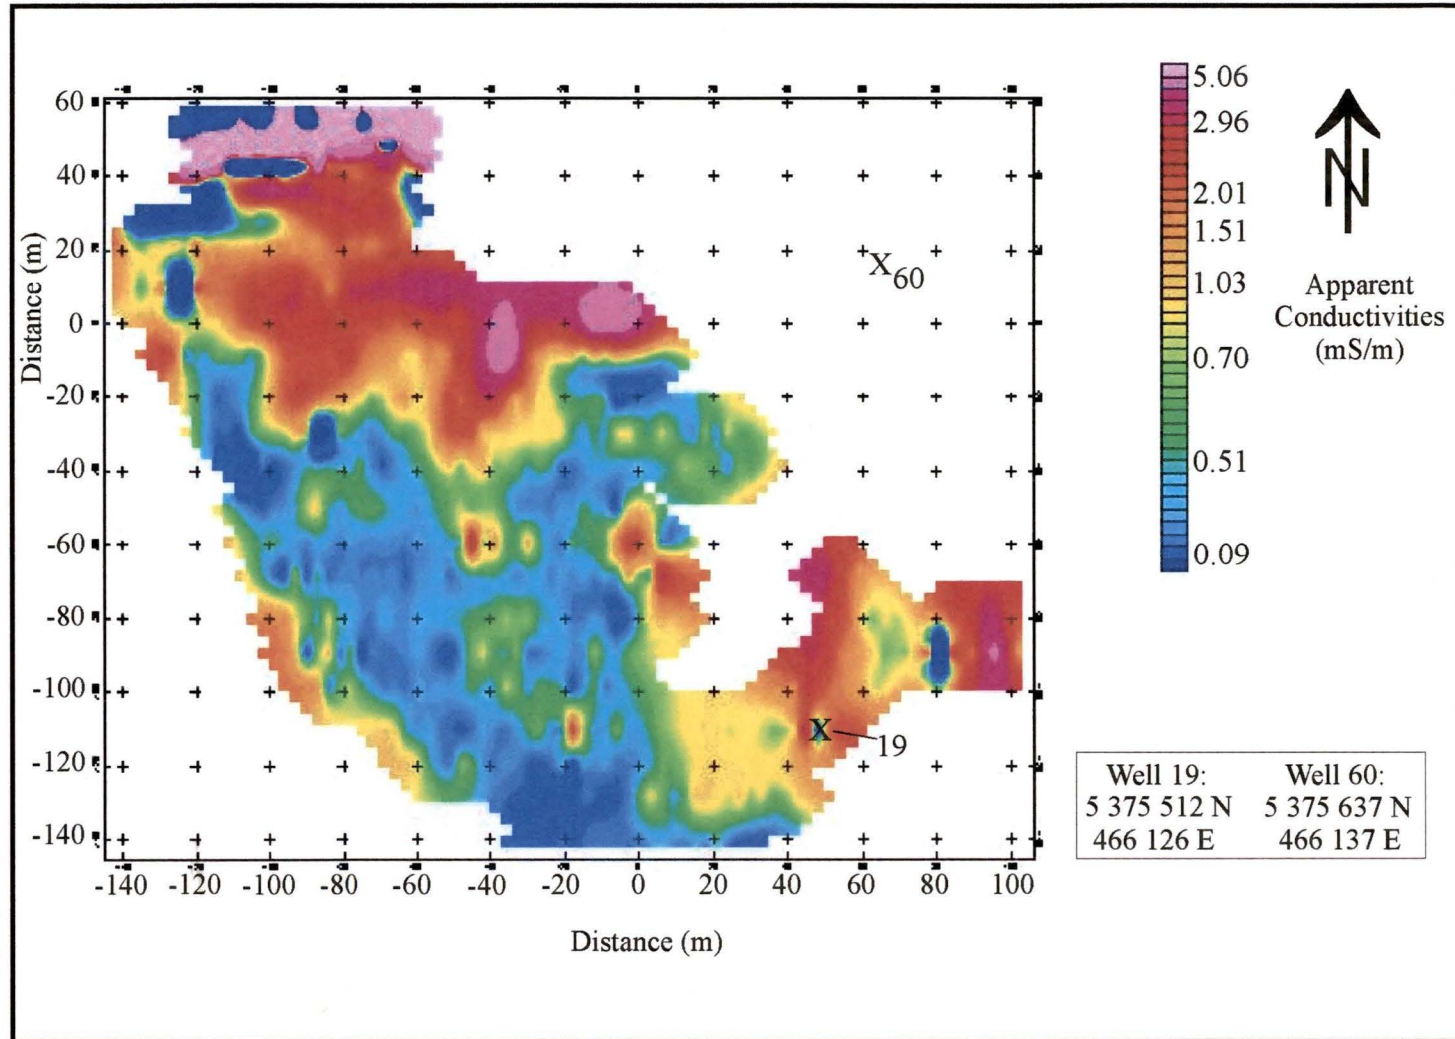 60
40
20
0
-20
-40
-60
-80
-100
-120
-140
Distance (m)
-140 -120 -100 -80 -60 -40 -20 0 20 40 60 80 100
Distance (m)
X 60
X 19
5.06
2.96
2.01
1.51
1.03
0.70
0.51
0.09
N
Apparent
Conductivities
(mS/m)
Well 19:
5 375 512 N
466 126 E
Well 60:
5 375 637 N
466 137 E